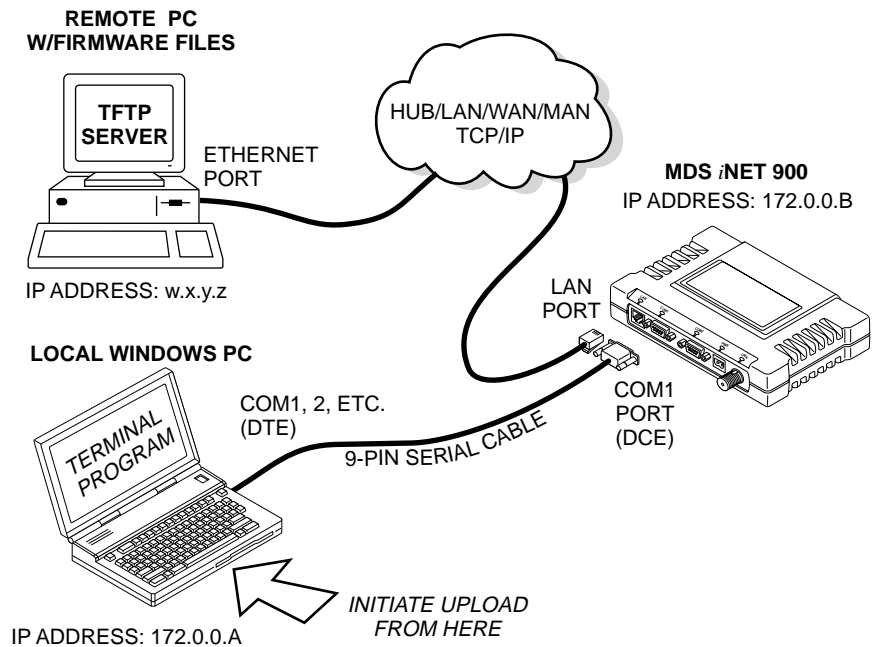 REMOTE PC
W/FIRMWARE FILES
TFTP
SERVER
ETHERNET
PORT
IP ADDRESS: w.x.y.z
HUB/LAN/WAN/MAN
TCP/IP
MDS iNET 900
IP ADDRESS: 172.0.0.B
LAN
PORT
LOCAL WINDOWS PC
TERMINAL
PROGRAM
COM1, 2, ETC.
(DTE)
9-PIN SERIAL CABLE
COM1
PORT
(DCE)
INITIATE UPLOAD
FROM HERE
IP ADDRESS: 172.0.0.A